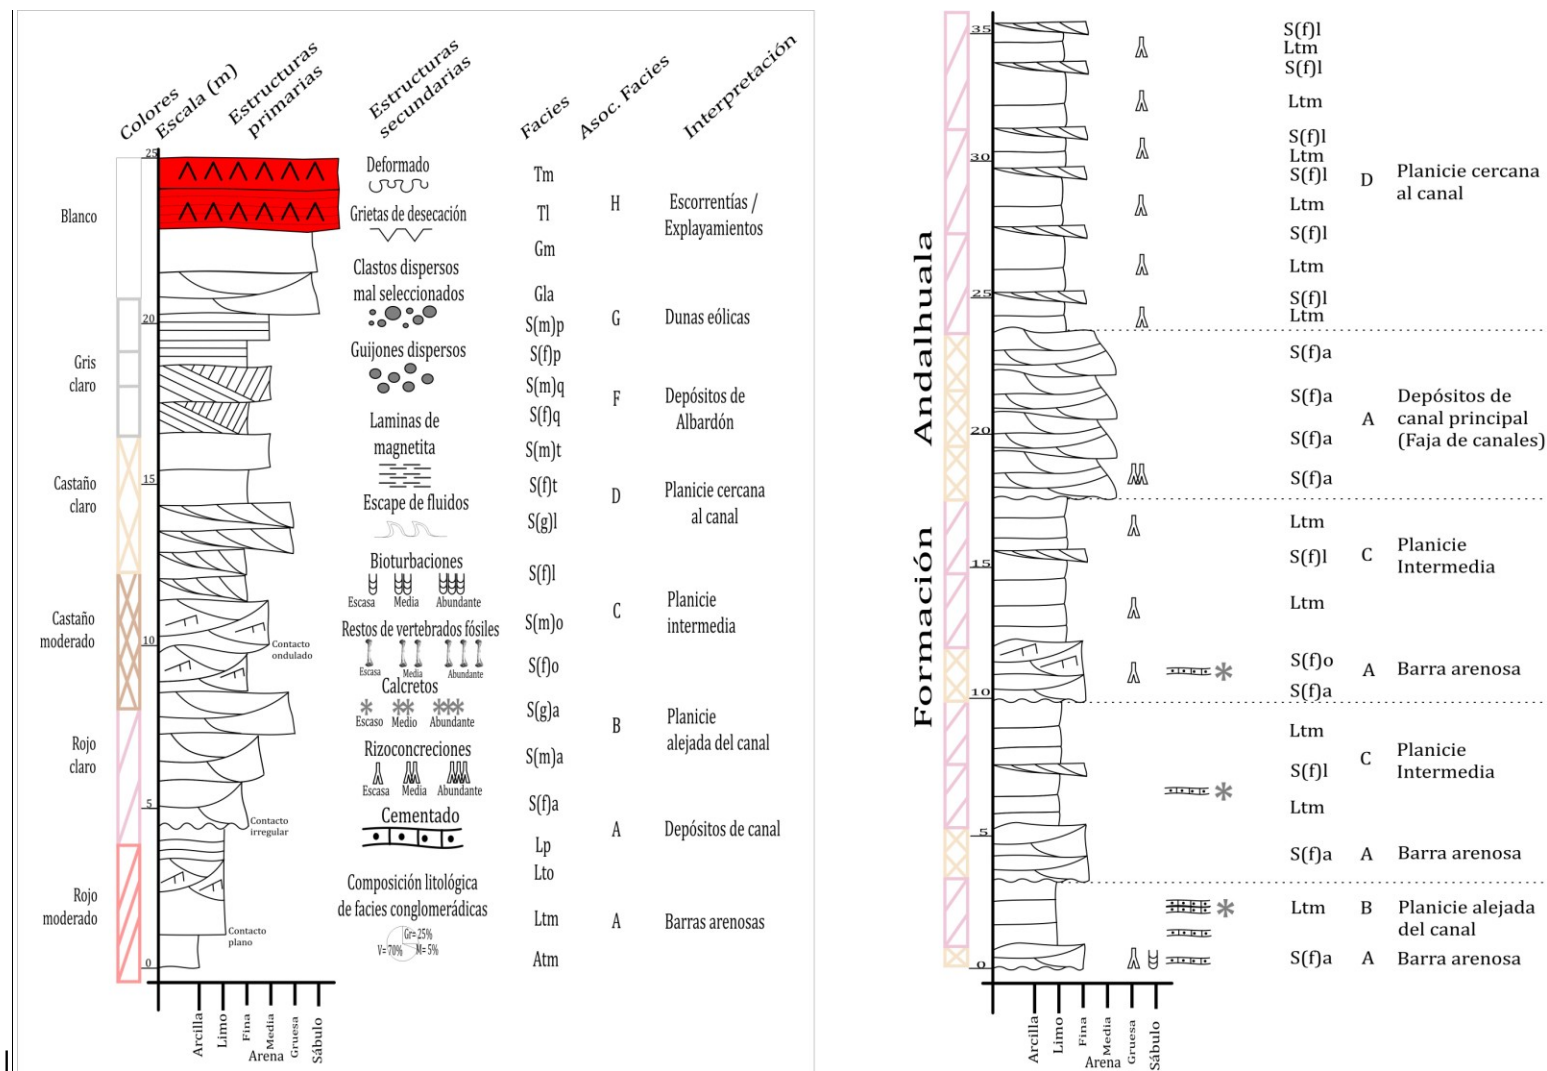 Colores
Escala (m)
Estructuras
primarias
Estructuras
secundarias
Facies
Asoc. Facies
Interpretación
25
20
15
10
5
0
Blanco
Gris
claro
Castaño
claro
Castaño
moderado
Rojo
claro
Rojo
moderado
Contacto
ondulado
Contacto
irregular
Contacto
plano
Arcilla
Limo
Fina
Media
Gruesa
Sábulo
Arena
Deformado
Grietas de desecación
Clastos dispersos
mal seleccionados
Guijones dispersos
Laminas de
magnetita
Escape de fluidos
Bioturbaciones
Escasa Media Abundante
Restos de vertebrados fósiles
Escasa Media Abundante
Calcretos
Escaso Medio Abundante
Rizoconcreciones
Escasa Media Abundante
Cementado
Composición litológica
de facies conglomerádicas
Gr=25%
V=70% M=5%
Tm
Tl
Gm
Gla
S(m)p
S(f)p
S(m)q
S(f)q
S(m)t
S(f)t
S(g)l
S(f)l
S(m)o
S(f)o
S(g)a
S(m)a
S(f)a
Lp
Lto
Ltm
Atm
H Escorrentías /
Explayamientos
G Dunas eólicas
F Depósitos de
Albardón
D Planicie cercana
al canal
C Planicie
intermedia
B Planicie
alejada del canal
A Depósitos de canal
A Barras arenosas
Formación Andalhuala
35
30
25
20
15
10
5
0
S(f)l
Ltm
S(f)l
Ltm
S(f)l
Ltm
S(f)l
Ltm
S(f)l
Ltm
S(f)l
Ltm
D Planicie cercana
al canal
S(f)a
S(f)a
S(f)a
S(f)a
A Depósitos de
canal principal
(Faja de canales)
Ltm
S(f)l
Ltm
C Planicie
Intermedia
S(f)o
S(f)a
A Barra arenosa
Ltm
S(f)l
Ltm
C Planicie
Intermedia
S(f)a A Barra arenosa
Ltm B Planicie alejada
del canal
S(f)a A Barra arenosa
Arcilla
Limo
Fina
Media
Gruesa
Sábulo
Arena